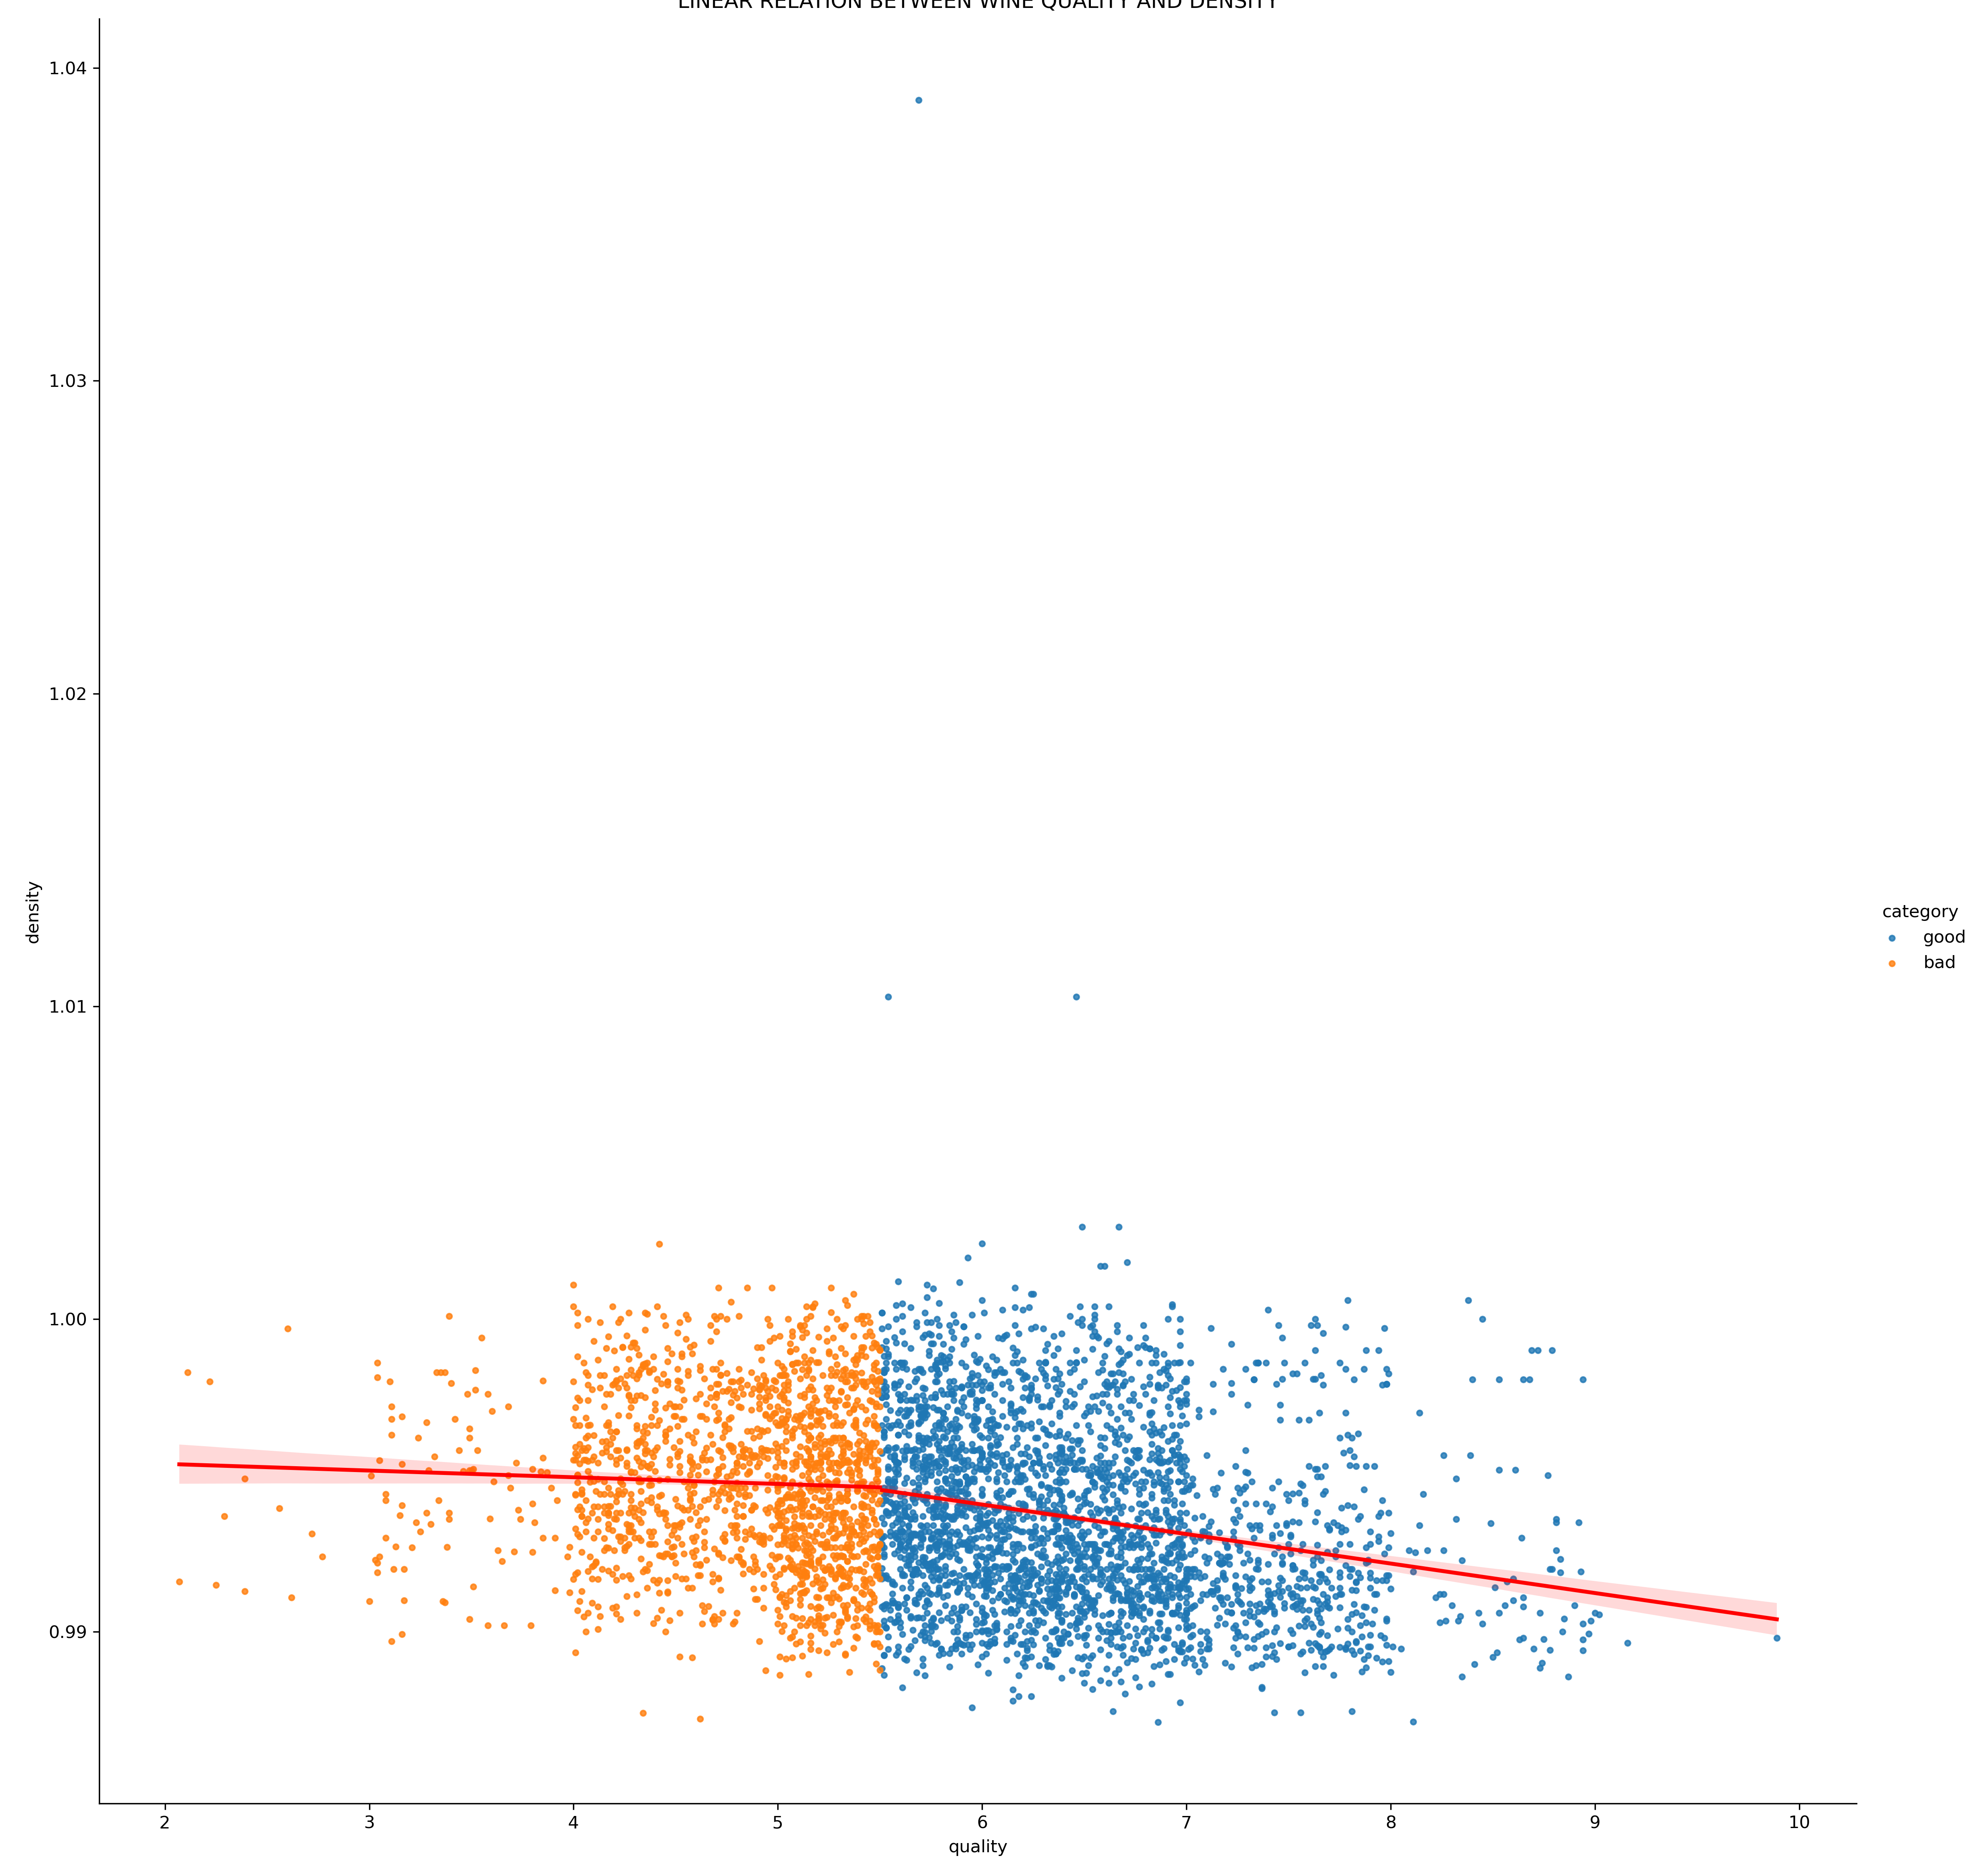 LINEAR RELATION BETWEEN WINE QUALITY AND DENSITY
1.04
1.03
1.02
1.01
1.00
0.99
density
2 3 4 5 6 7 8 9 10
quality
category
good
bad